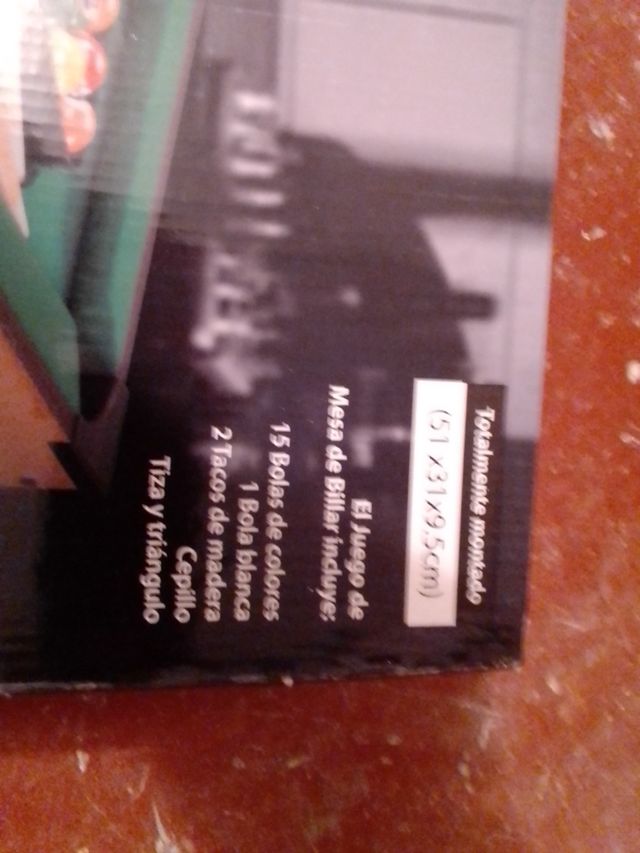 Totalmente montado
(51 x31x9,5cm)
El Juego de
Mesa de Billar incluye:
15 Bolas de colores
1 Bola blanca
2 Tacos de madera
Cepillo
Tiza y triángulo